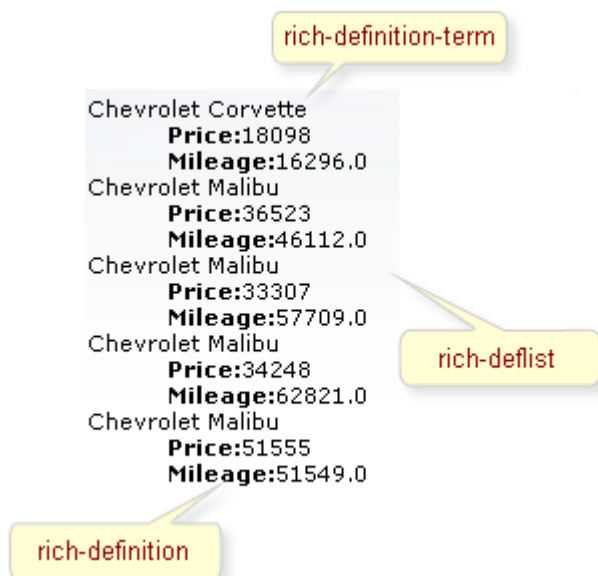 rich-definition-term
Chevrolet Corvette
Price:18098
Mileage:16296.0
Chevrolet Malibu
Price:36523
Mileage:46112.0
Chevrolet Malibu
Price:33307
Mileage:57709.0
Chevrolet Malibu
Price:34248
Mileage:62821.0
Chevrolet Malibu
Price:51555
Mileage:51549.0
rich-deflist
rich-definition